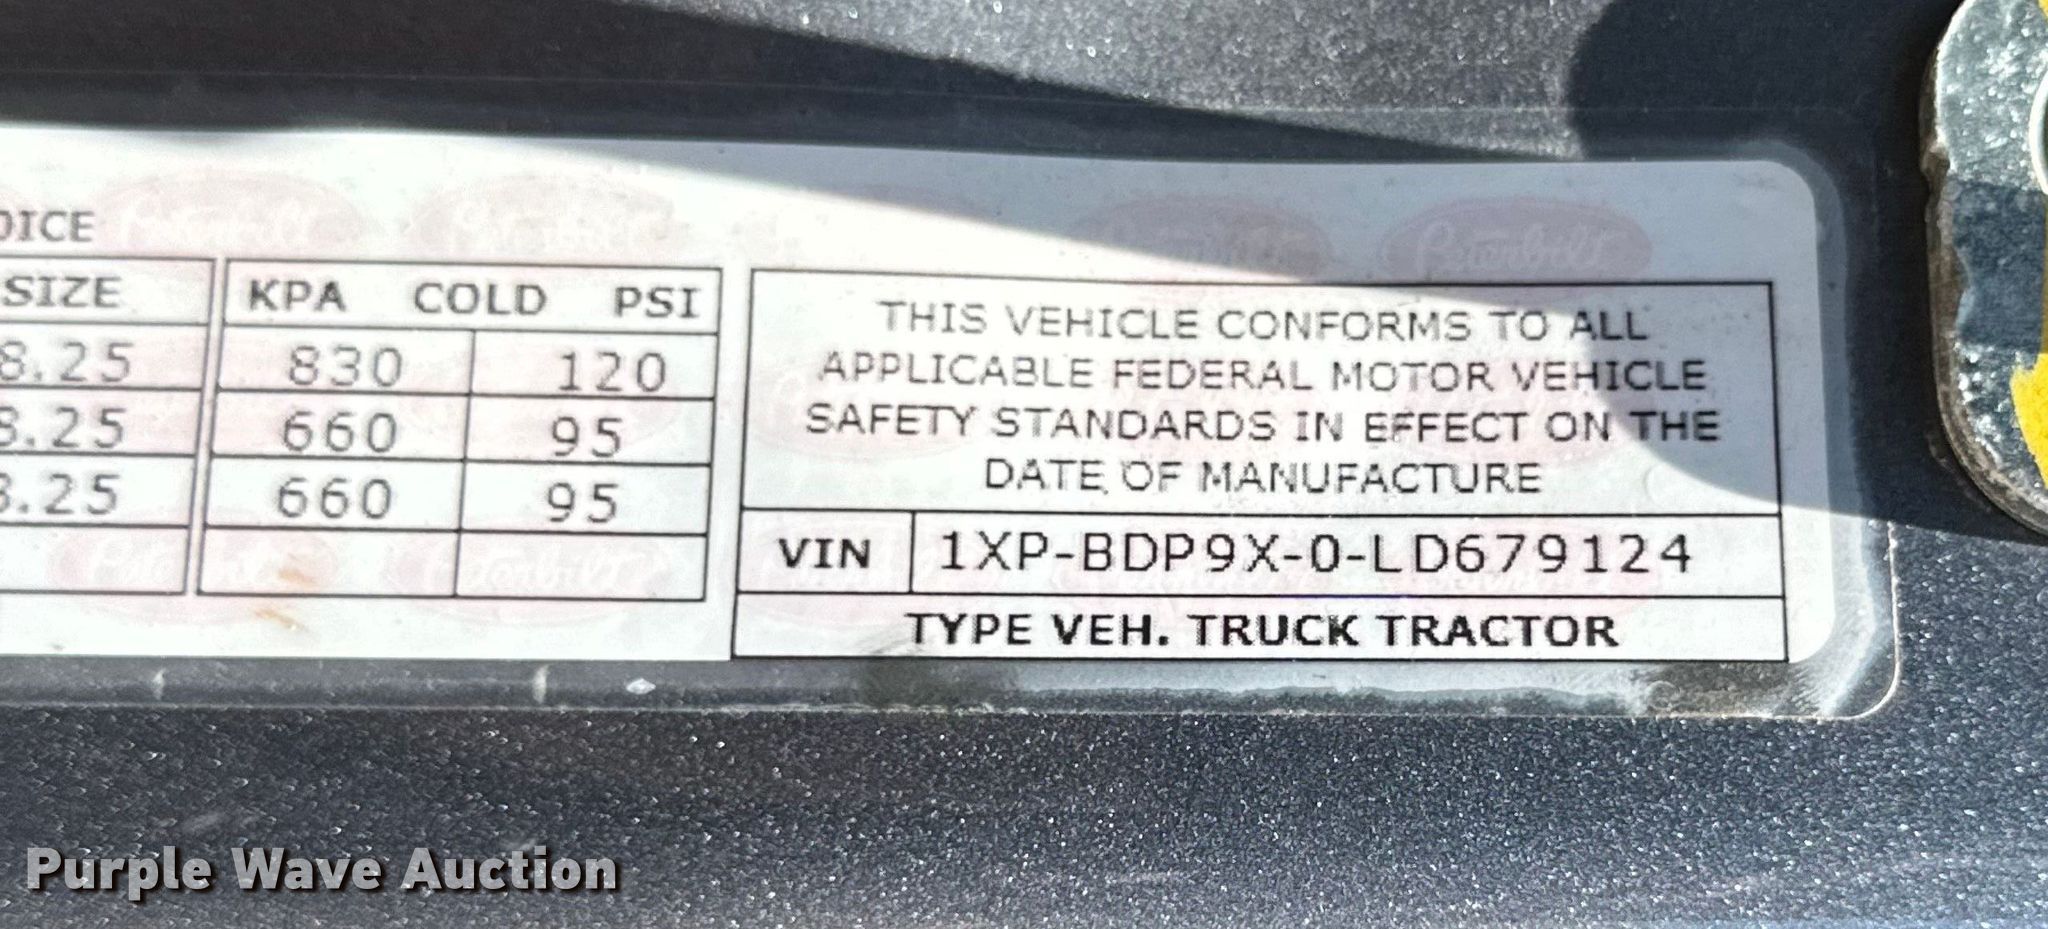 OICE
SIZE KPA COLD PSI
8.25 830 120
8.25 660 95
8.25 660 95
Peterbilt
THIS VEHICLE CONFORMS TO ALL
APPLICABLE FEDERAL MOTOR VEHICLE
SAFETY STANDARDS IN EFFECT ON THE
DATE OF MANUFACTURE
VIN 1XP-BDP9X-0-LD679124
TYPE VEH. TRUCK TRACTOR
Purple Wave Auction